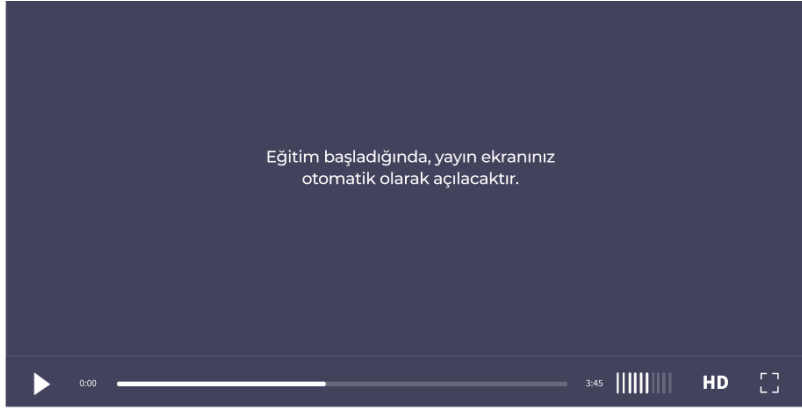 Eğitim başladığında, yayın ekranınız
otomatik olarak açılacaktır.
0:00 3:45 HD